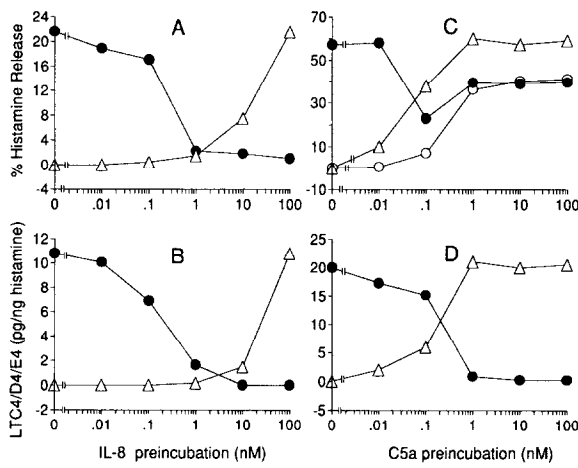 A
C
% Histamine Release
24
20
16
12
8
4
0
-4
70
50
30
10
-10
0 .01 .1 1 10 100
0 .01 .1 1 10 100
B
D
LTC4/D4/E4 (pg/ng histamine)
12
10
8
6
4
2
0
-2
25
20
15
10
5
0
-5
0 .01 .1 1 10 100
0 .01 .1 1 10 100
IL-8 preincubation (nM)
C5a preincubation (nM)